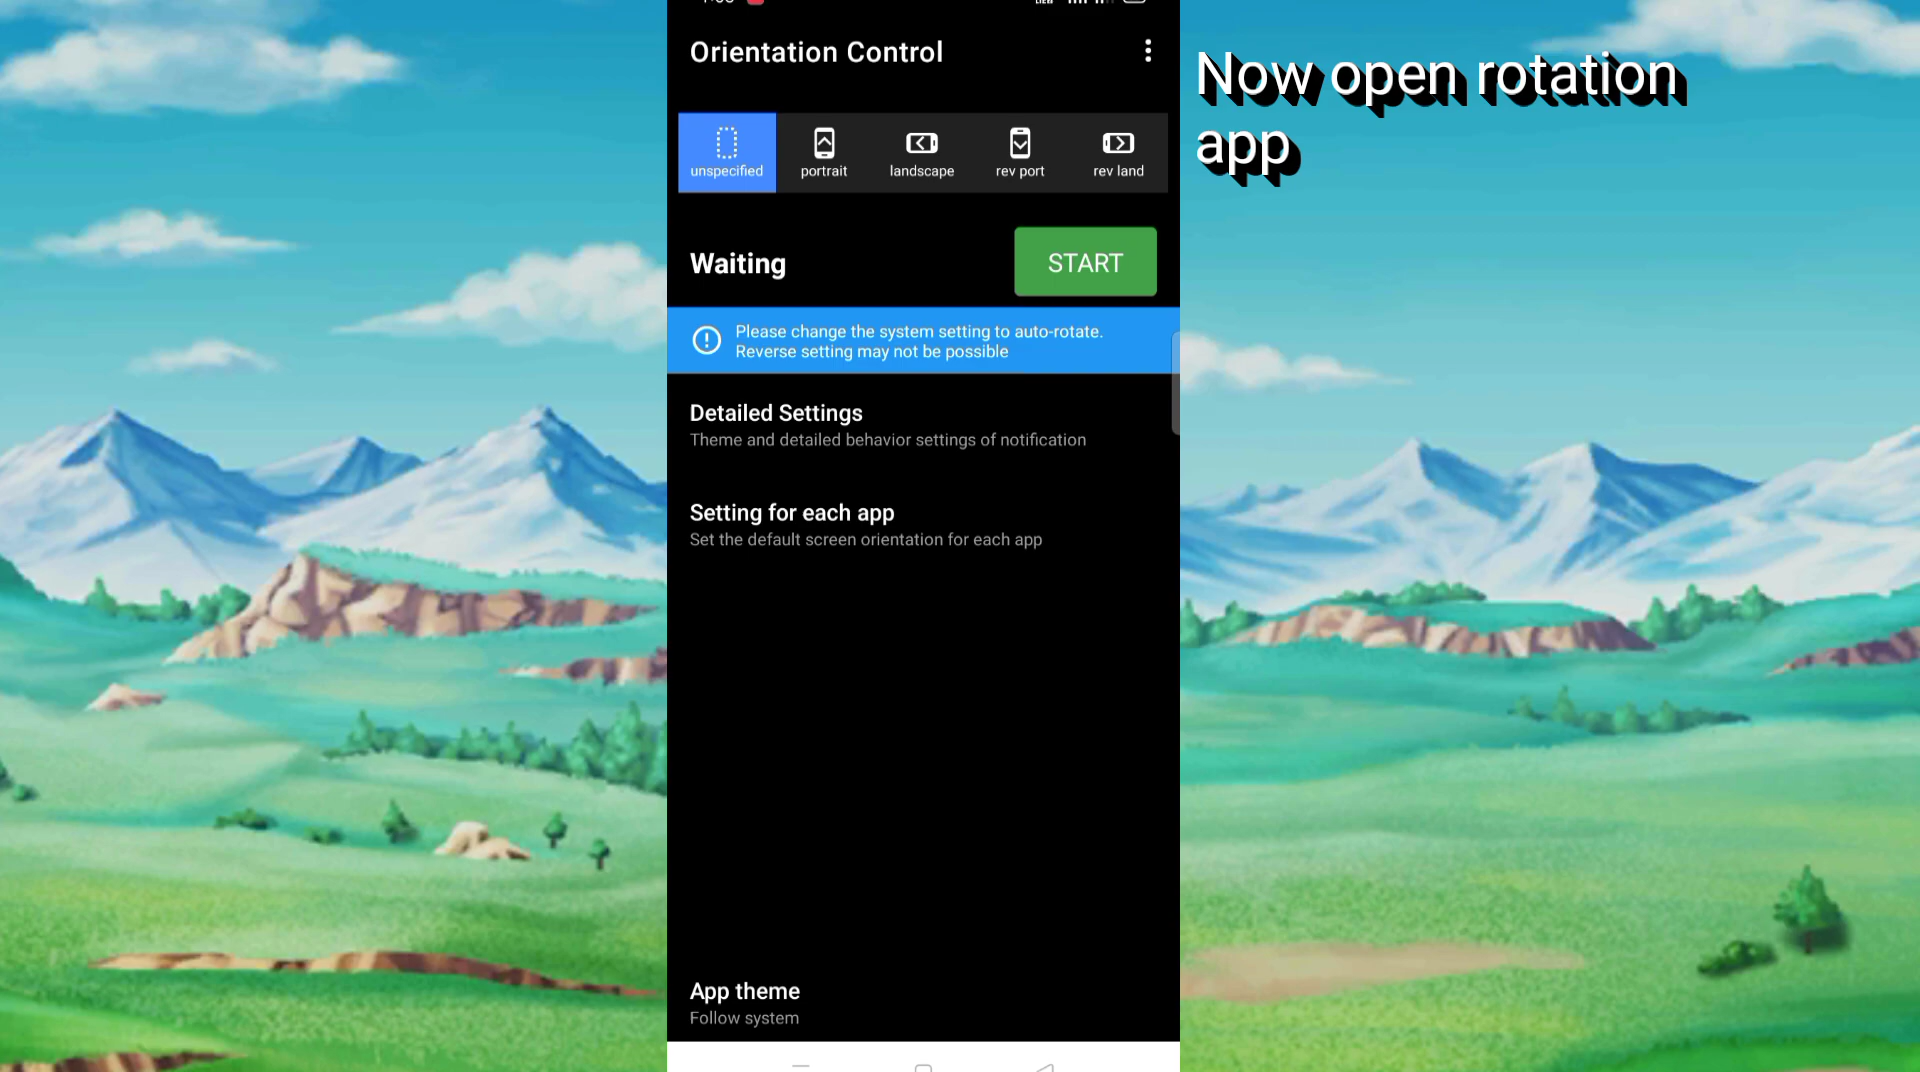 Orientation Control
unspecified
portrait
landscape
rev port
rev land
Waiting
START
Please change the system setting to auto-rotate.
Reverse setting may not be possible
Detailed Settings
Theme and detailed behavior settings of notification
Setting for each app
Set the default screen orientation for each app
App theme
Follow system
Now open rotation
app